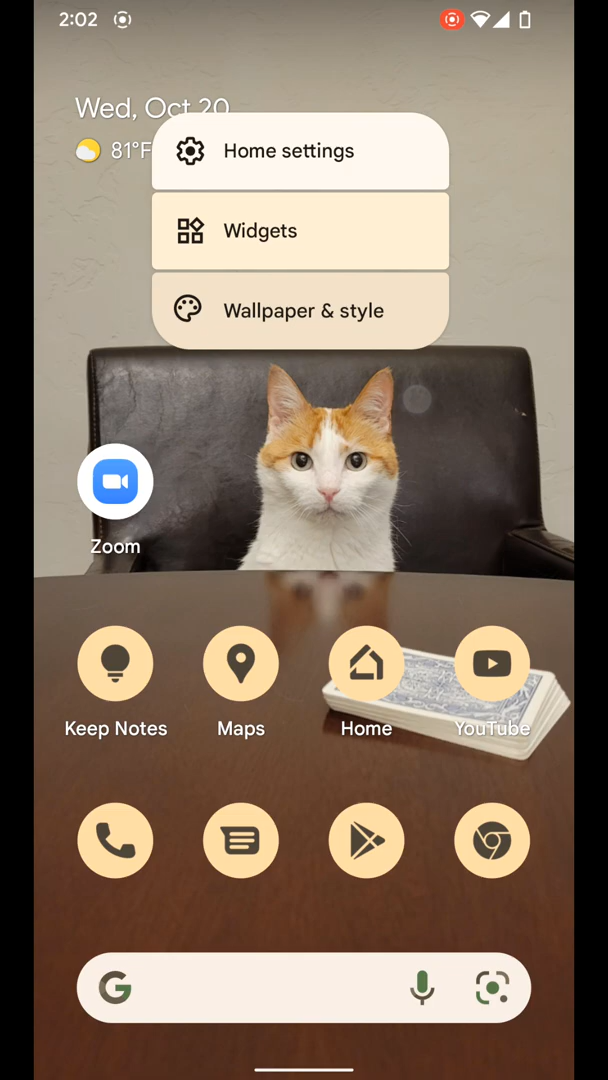 2:02
Wed, Oct 20
81°F
Home settings
Widgets
Wallpaper & style
Zoom
Keep Notes Maps Home YouTube
G